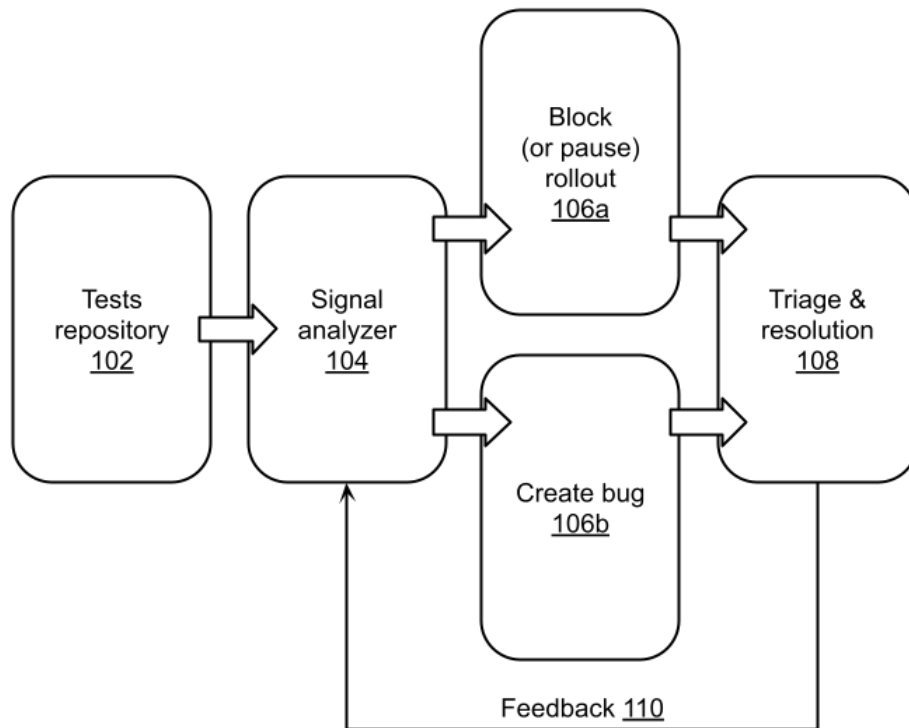 Tests
repository
102
Signal
analyzer
104
Block
(or pause)
rollout
106a
Create bug
106b
Triage &
resolution
108
Feedback 110